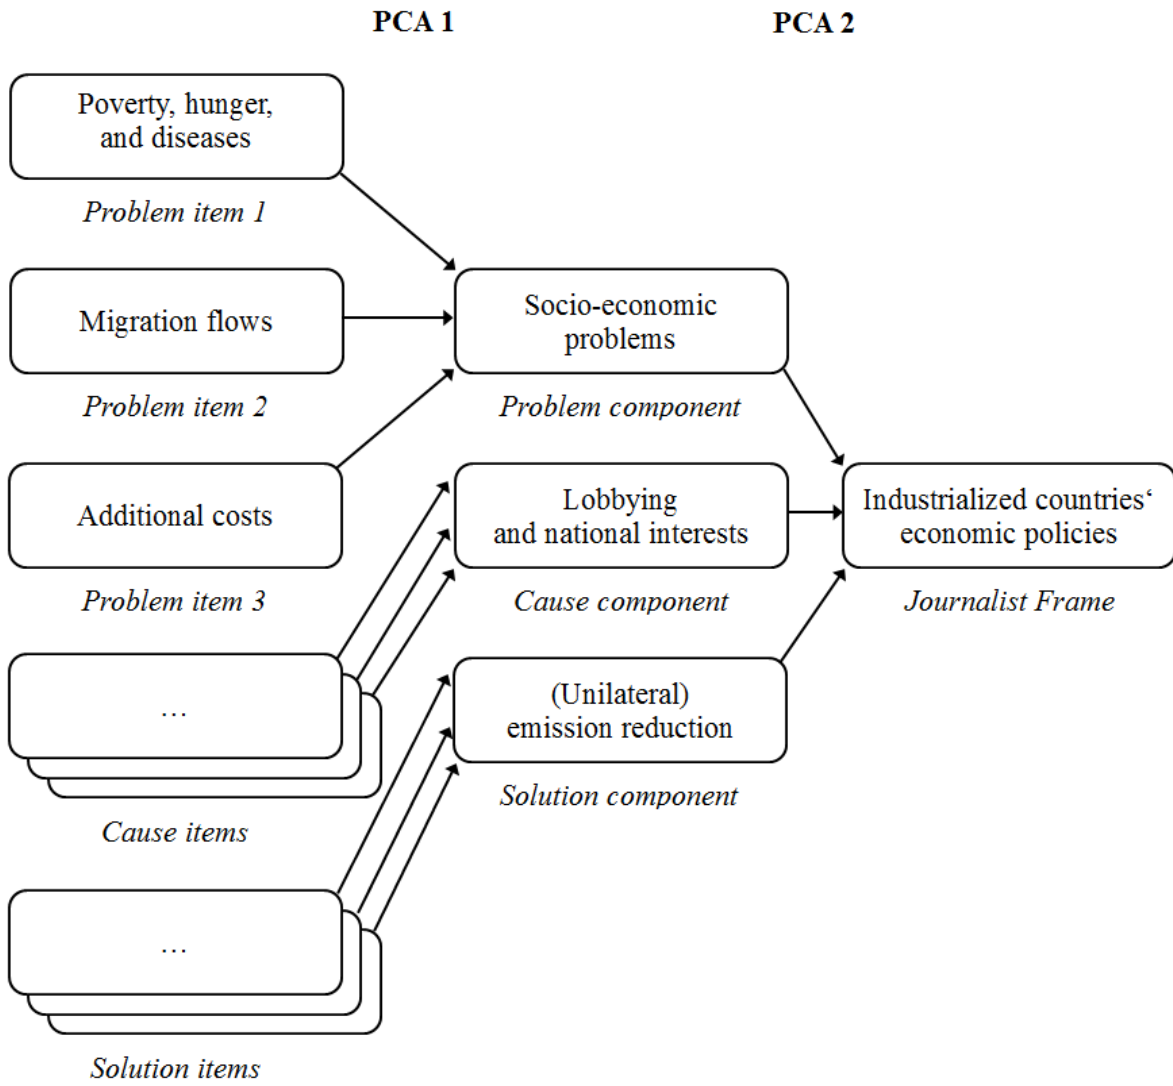 PCA 1
PCA 2
Poverty, hunger,
and diseases
Problem item 1
Migration flows
Problem item 2
Additional costs
Problem item 3
…
Cause items
…
Solution items
Socio-economic
problems
Problem component
Lobbying
and national interests
Cause component
(Unilateral)
emission reduction
Solution component
Industrialized countries‘
economic policies
Journalist Frame